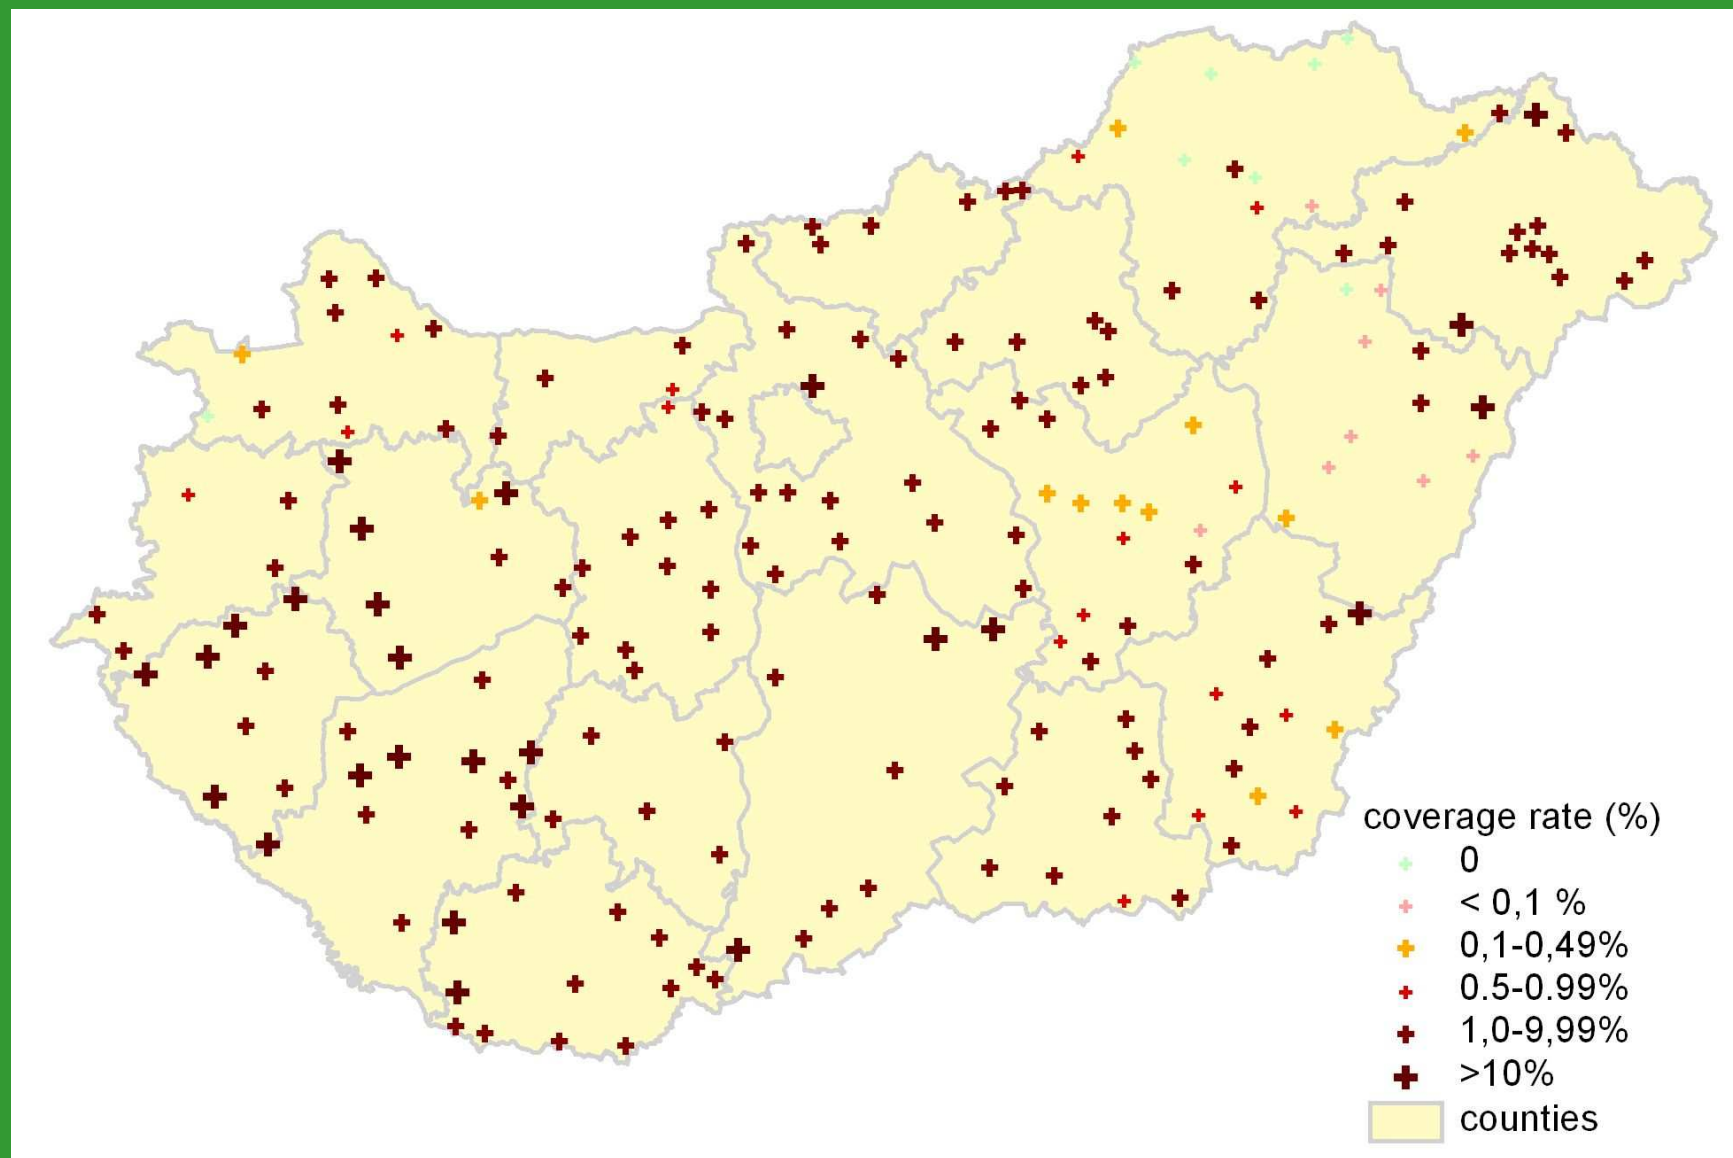 coverage rate (%)
0
< 0,1 %
0,1-0,49%
0.5-0.99%
1,0-9,99%
>10%
counties